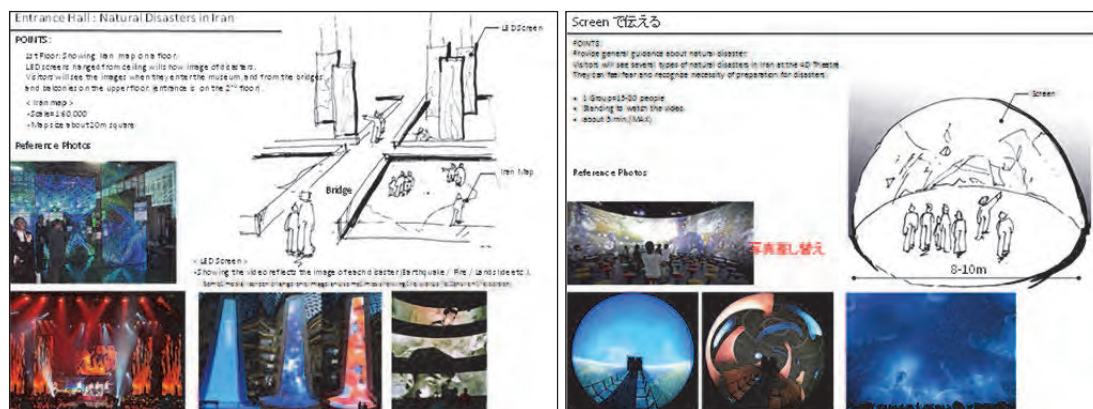 Entrance Hall : Natural Disasters in Iran
POINTS:
1st Floor: Showing Iran map on a floor.
LED screens hanged from ceiling will show image of disasters.
Visitors will see the images when they enter the museum, and from the bridges
and balconies on the upper floor. (entrance is on the 2nd floor).
< Iran map >
•Scale=1:60,000
•Map size about 20m square
Reference Photos
LED Screen
Bridge
Iran Map
< LED Screen >
•Showing the video reflects the image of each disaster (Earthquake / Fire / Landslide etc.).
Screen で伝える
POINTS:
Provide general guidance about natural disaster.
Visitors will see several types of natural disasters in Iran at the 4D Theatre.
They can feel fear and recognize necessity of preparation for disasters.
• 1 Group=15-20 people
• Standing to watch the video.
• about 5 min.(MAX)
Reference Photos
Screen
写真差し替え
8-10m